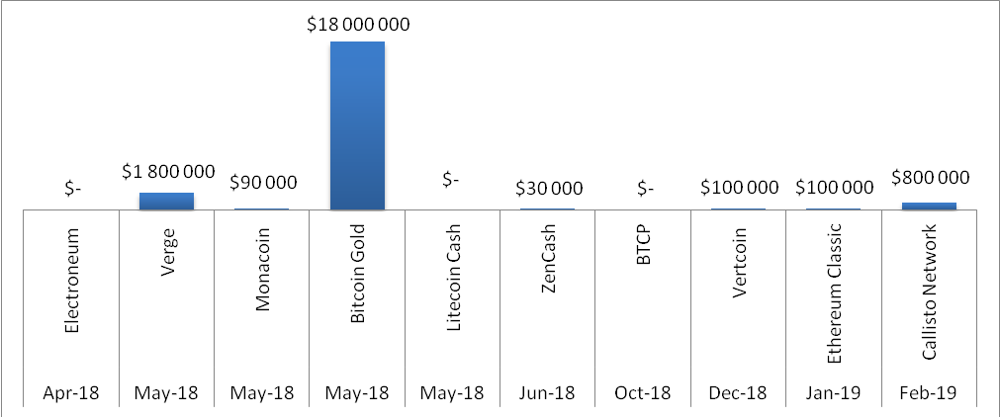 $18 000 000
$-
$1 800 000
$90 000
$-
$30 000
$-
$100 000
$100 000
$800 000
Electroneum
Verge
Monacoin
Bitcoin Gold
Litecoin Cash
ZenCash
BTCP
Vertcoin
Ethereum Classic
Callisto Network
Apr-18
May-18
May-18
May-18
May-18
Jun-18
Oct-18
Dec-18
Jan-19
Feb-19